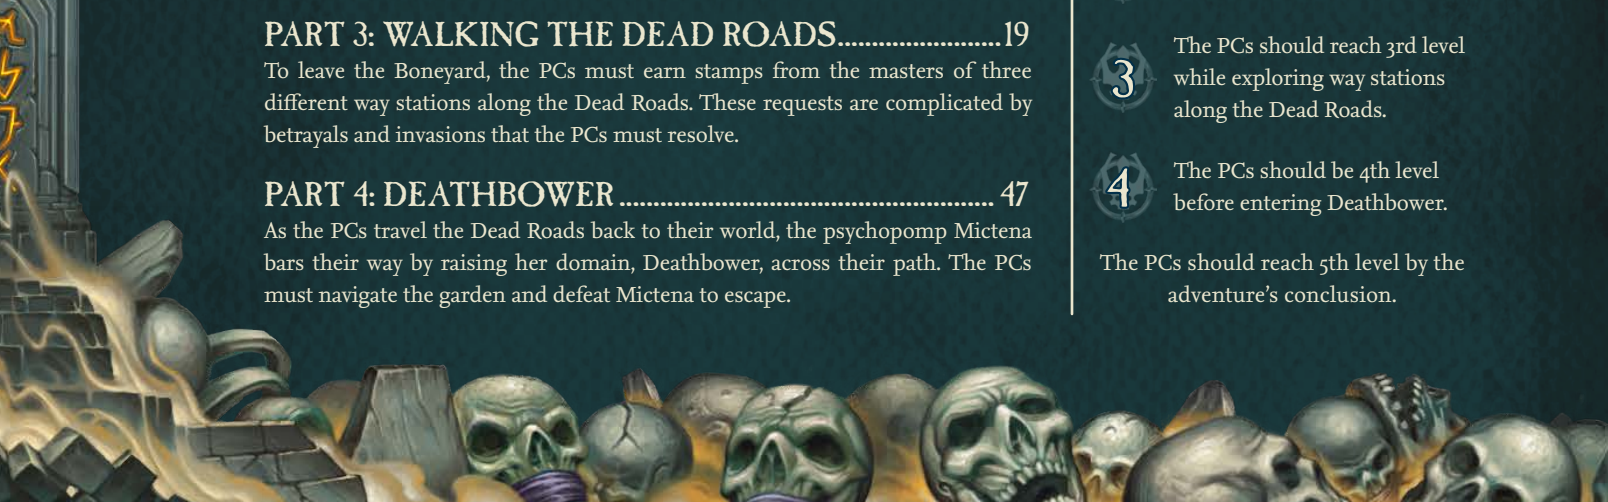 PART 3: WALKING THE DEAD ROADS........................19
To leave the Boneyard, the PCs must earn stamps from the masters of three
different way stations along the Dead Roads. These requests are complicated by
betrayals and invasions that the PCs must resolve.
PART 4: DEATHBOWER........................................................ 47
As the PCs travel the Dead Roads back to their world, the psychopomp Mictena
bars their way by raising her domain, Deathbower, across their path. The PCs
must navigate the garden and defeat Mictena to escape.
3
The PCs should reach 3rd level
while exploring way stations
along the Dead Roads.
4
The PCs should be 4th level
before entering Deathbower.
The PCs should reach 5th level by the
adventure's conclusion.